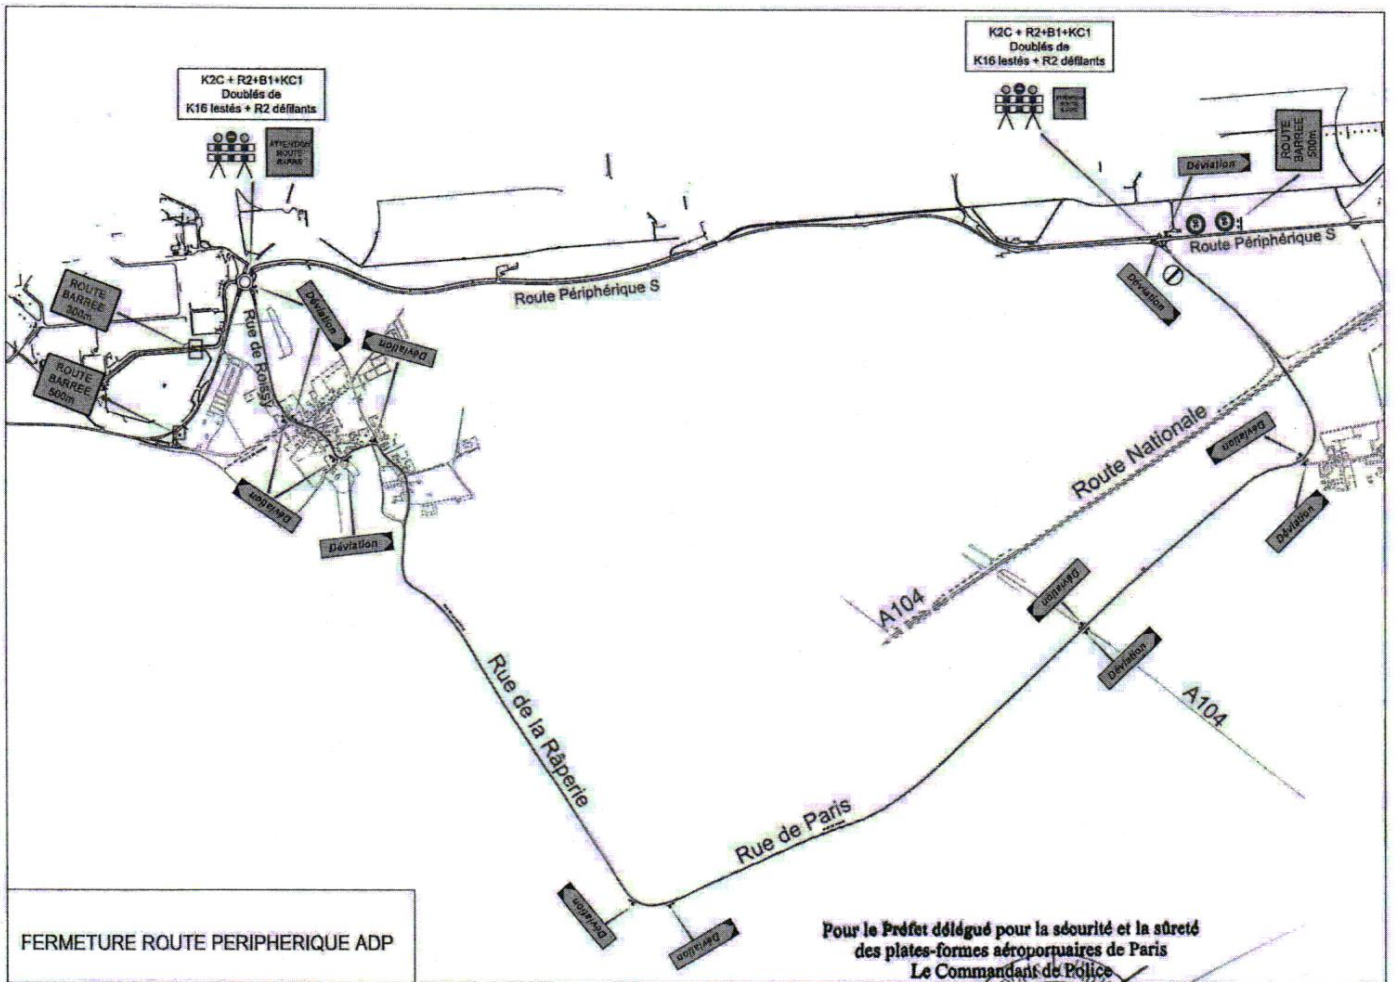 K2C + R2+B1+KC1
Doublés de
K16 lestés + R2 défilants
ATTENTION
ROUTE
BARRE
K2C + R2+B1+KC1
Doublés de
K16 lestés + R2 défilants
ROUTE
BARREE
500m
Déviation
Route Périphérique S
Déviation
Route Périphérique S
ROUTE
BARREE
300m
ROUTE
BARREE
500m
Rue de Roissy
Déviation
Déviation
Déviation
Déviation
Route Nationale
A104
Déviation
Déviation
Déviation
Déviation
A104
Rue de la Râperie
Rue de Paris
Déviation
Déviation
FERMETURE ROUTE PERIPHERIQUE ADP
Pour le Préfet délégué pour la sécurité et la sûreté
des plates-formes aéroportuaires de Paris
Le Commandant de Police